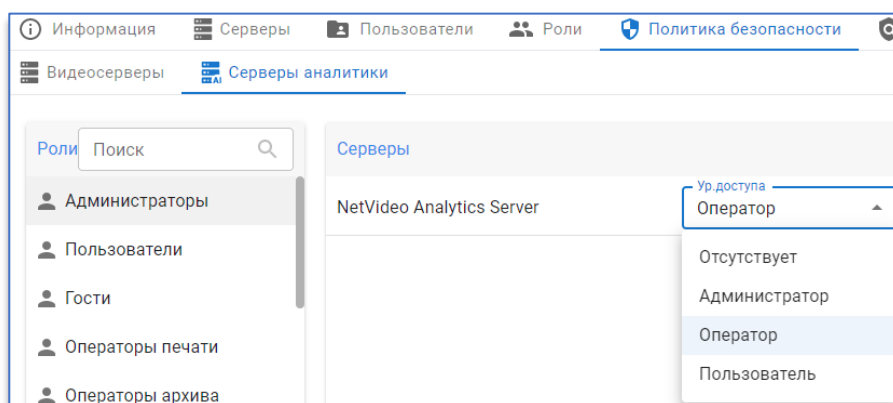 Информация Серверы Пользователи Роли Политика безопасности
Видеосерверы AI Серверы аналитики
Роли Поиск Серверы
Администраторы
NetVideo Analytics Server Ур.доступа Оператор
Пользователи
Гости
Операторы печати
Операторы архива
Отсутствует
Администратор
Оператор
Пользователь